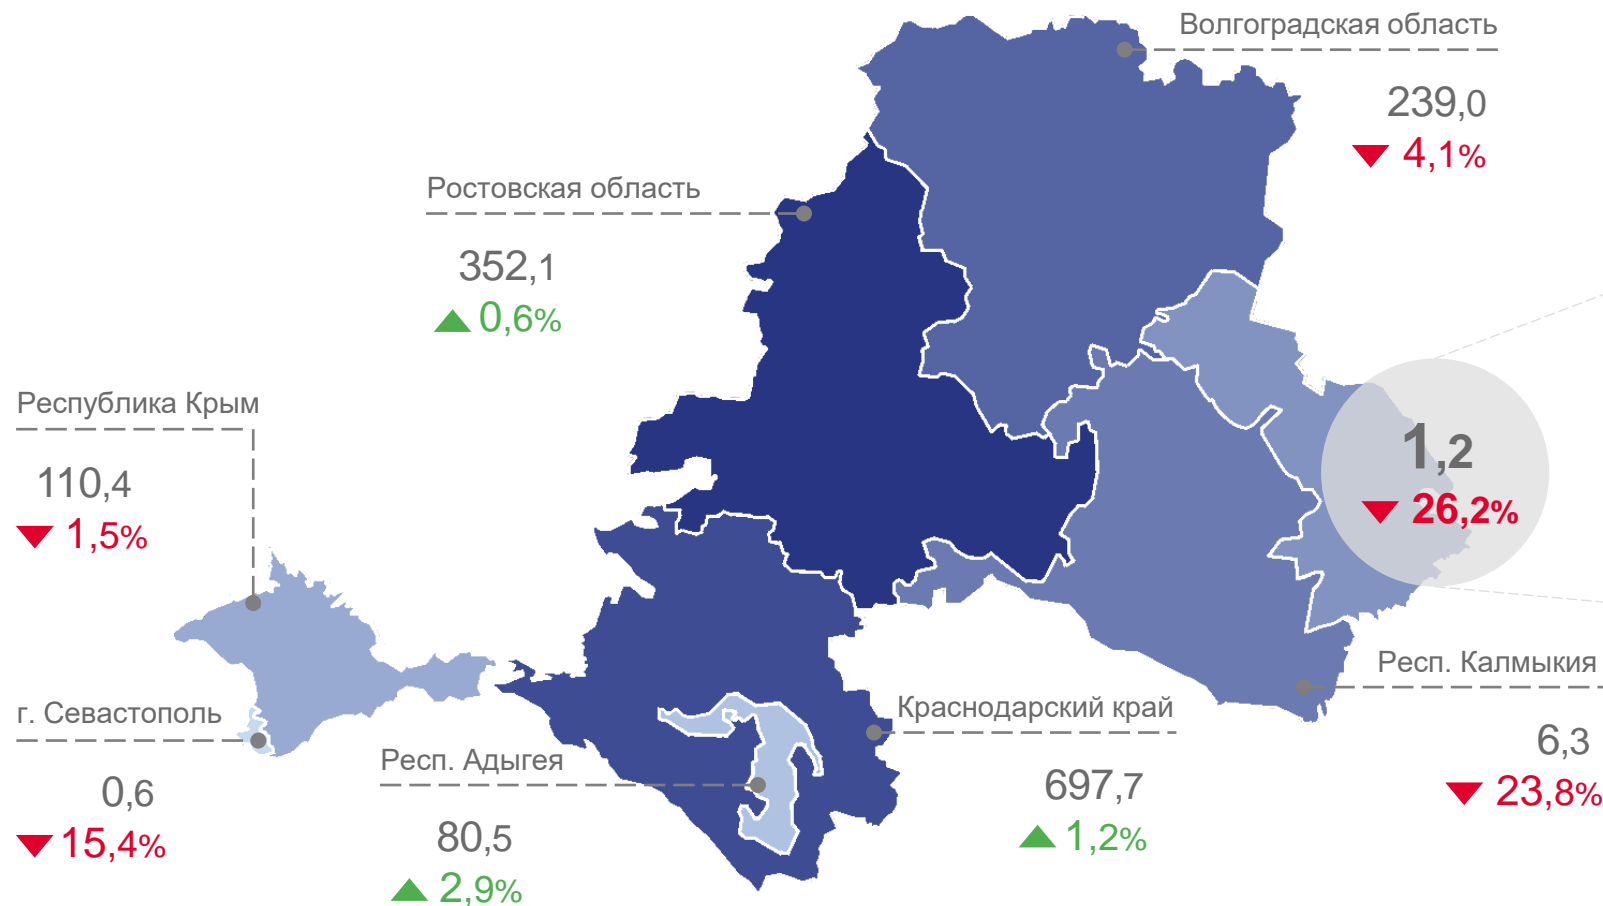 Волгоградская область
239,0
4,1%
Ростовская область
352,1
0,6%
Республика Крым
110,4
1,5%
1,2
26,2%
Респ. Калмыкия
6,3
23,8%
г. Севастополь
0,6
15,4%
Респ. Адыгея
80,5
2,9%
Краснодарский край
697,7
1,2%